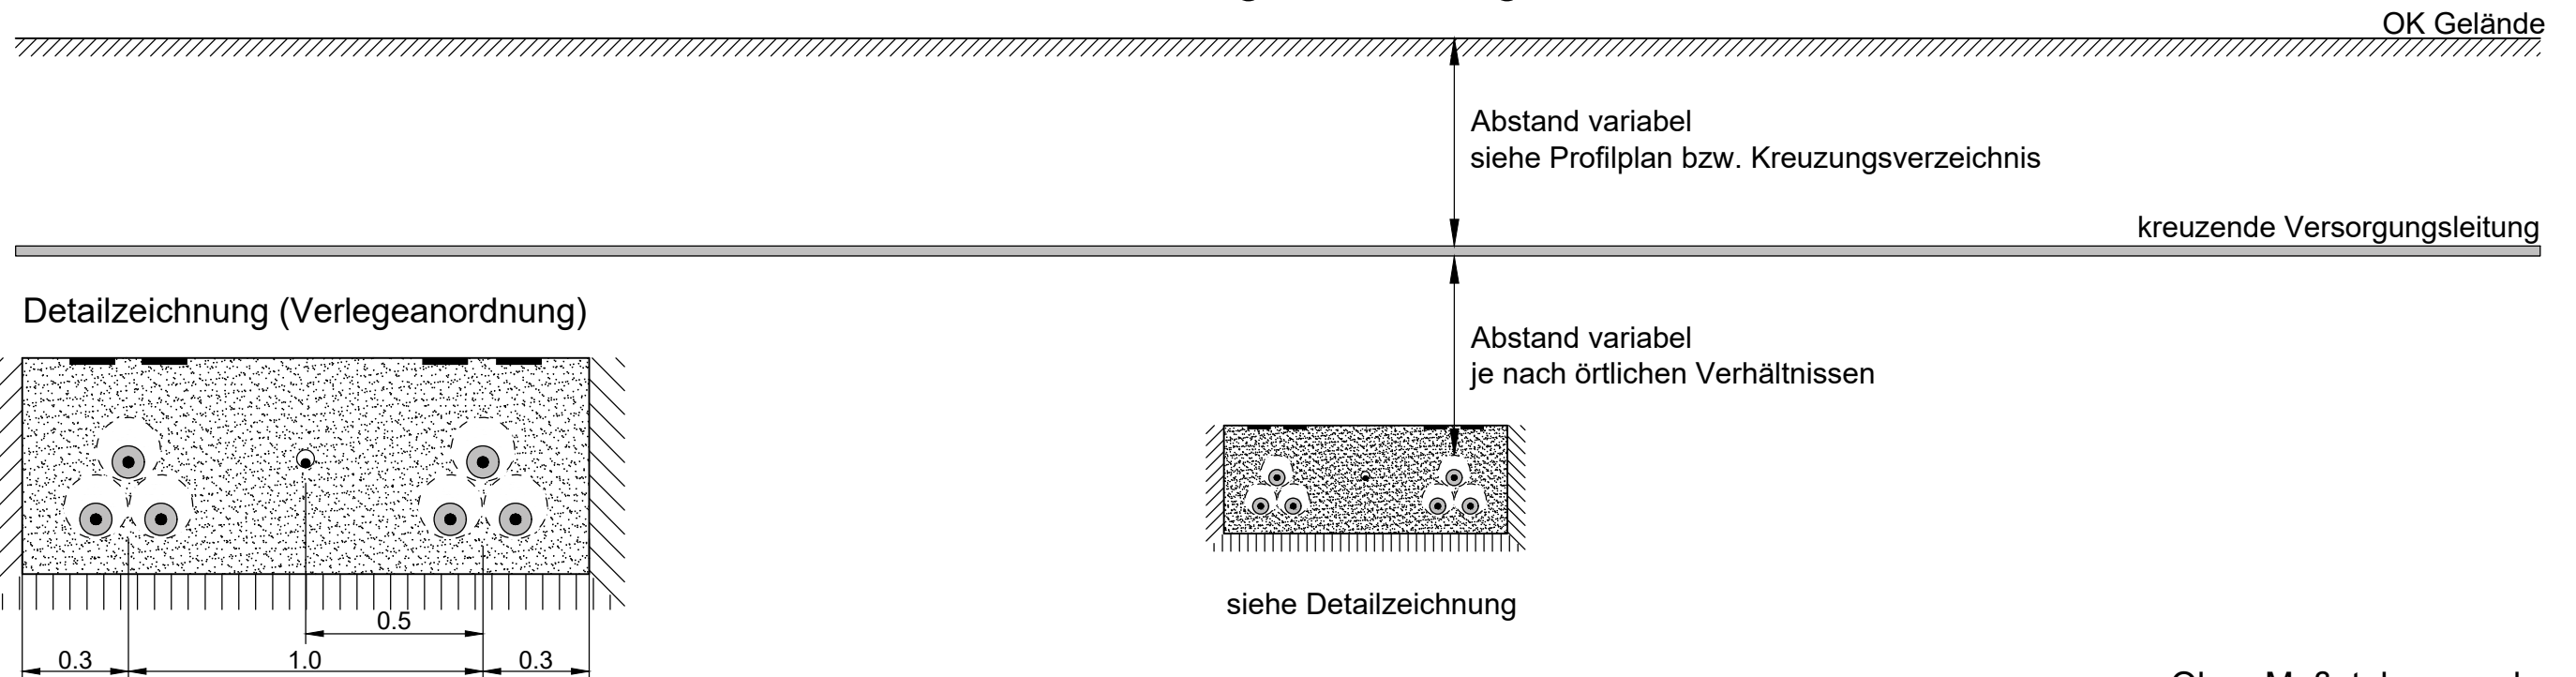 OK Gelände
Abstand variabel
siehe Profilplan bzw. Kreuzungsverzeichnis
kreuzende Versorgungsleitung
Detailzeichnung (Verlegeanordnung)
Abstand variabel
je nach örtlichen Verhältnissen
siehe Detailzeichnung
0.5
0.3 1.0 0.3